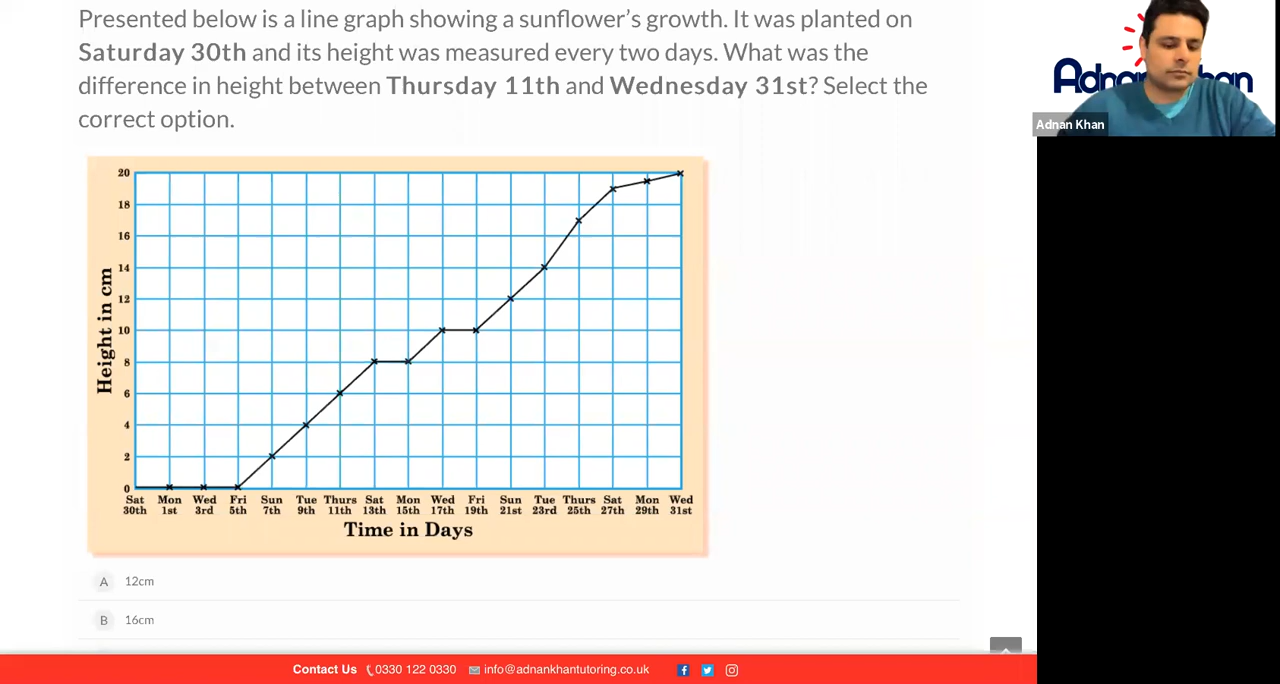 Presented below is a line graph showing a sunflower’s growth. It was planted on
Saturday 30th and its height was measured every two days. What was the
difference in height between Thursday 11th and Wednesday 31st? Select the
correct option.
Adnan Khan
Height in cm
20
18
16
14
12
10
8
6
4
2
0
Sat Mon Wed Fri Sun Tue Thurs Sat Mon Wed Fri Sun Tue Thurs Sat Mon Wed
30th 1st 3rd 5th 7th 9th 11th 13th 15th 17th 19th 21st 23rd 25th 27th 29th 31st
Time in Days
A 12cm
B 16cm
Contact Us 0330 122 0330 info@adnankhantutoring.co.uk